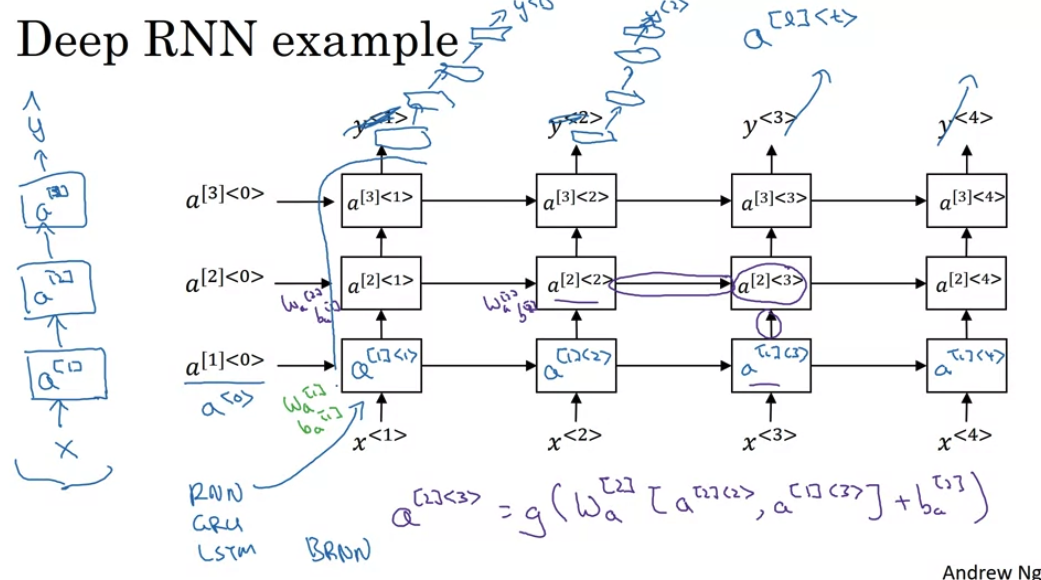 Deep RNN example
y<1>
y<2>
a^{[l]<t>}
ŷ
y^{<1>} y^{<2>} y^{<3>} y^{<4>}
a^{[3]}
a^{[3]<0>} a^{[3]<1>} a^{[3]<2>} a^{[3]<3>} a^{[3]<4>}
a^{[2]}
a^{[2]<0>} a^{[2]<1>} a^{[2]<2>} a^{[2]<3>} a^{[2]<4>}
W_a^{[2]} b_a^{[2]} W_a^{[2]} b_a^{[2]}
a^{[1]}
a^{[1]<0>} a^{[1]<1>} a^{[1]<2>} a^{[1]<3>} a^{[1]<4>}
a^{[0]}
W_a^{[1]}
b_a^{[1]}
x x^{<1>} x^{<2>} x^{<3>} x^{<4>}
RNN
GRU
LSTM BRNN
a^{[2]<3>} = g(W_a^{[2]} [a^{[2]<2>}, a^{[1]<3>}] + b_a^{[2]})
Andrew Ng